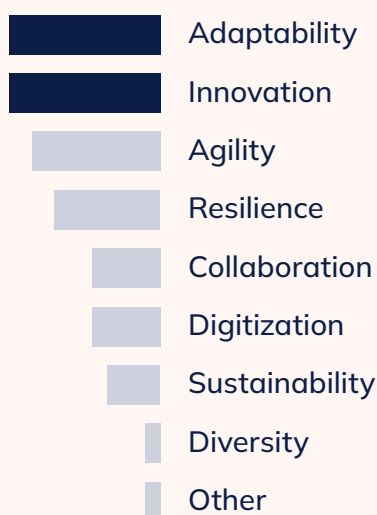 Adaptability
Innovation
Agility
Resilience
Collaboration
Digitization
Sustainability
Diversity
Other